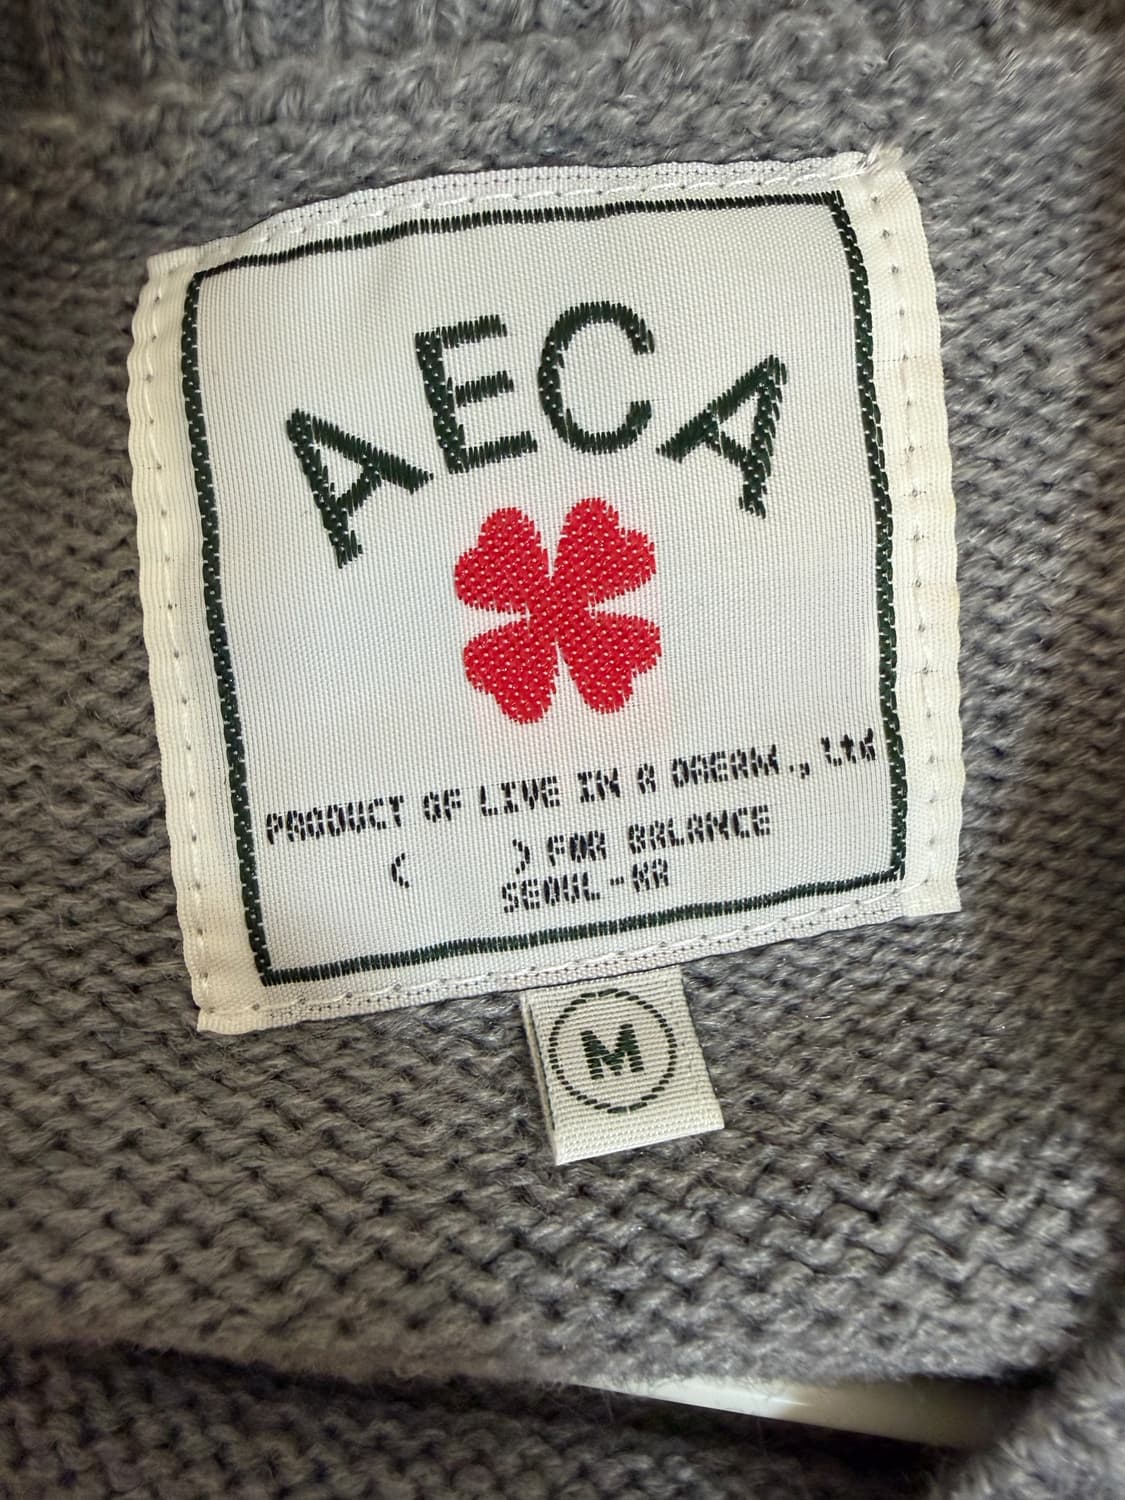 AECA
PRODUCT OF LIVE IN A DREAM., Ltd
(      ) FOR BALANCE
SEOUL-KR
M